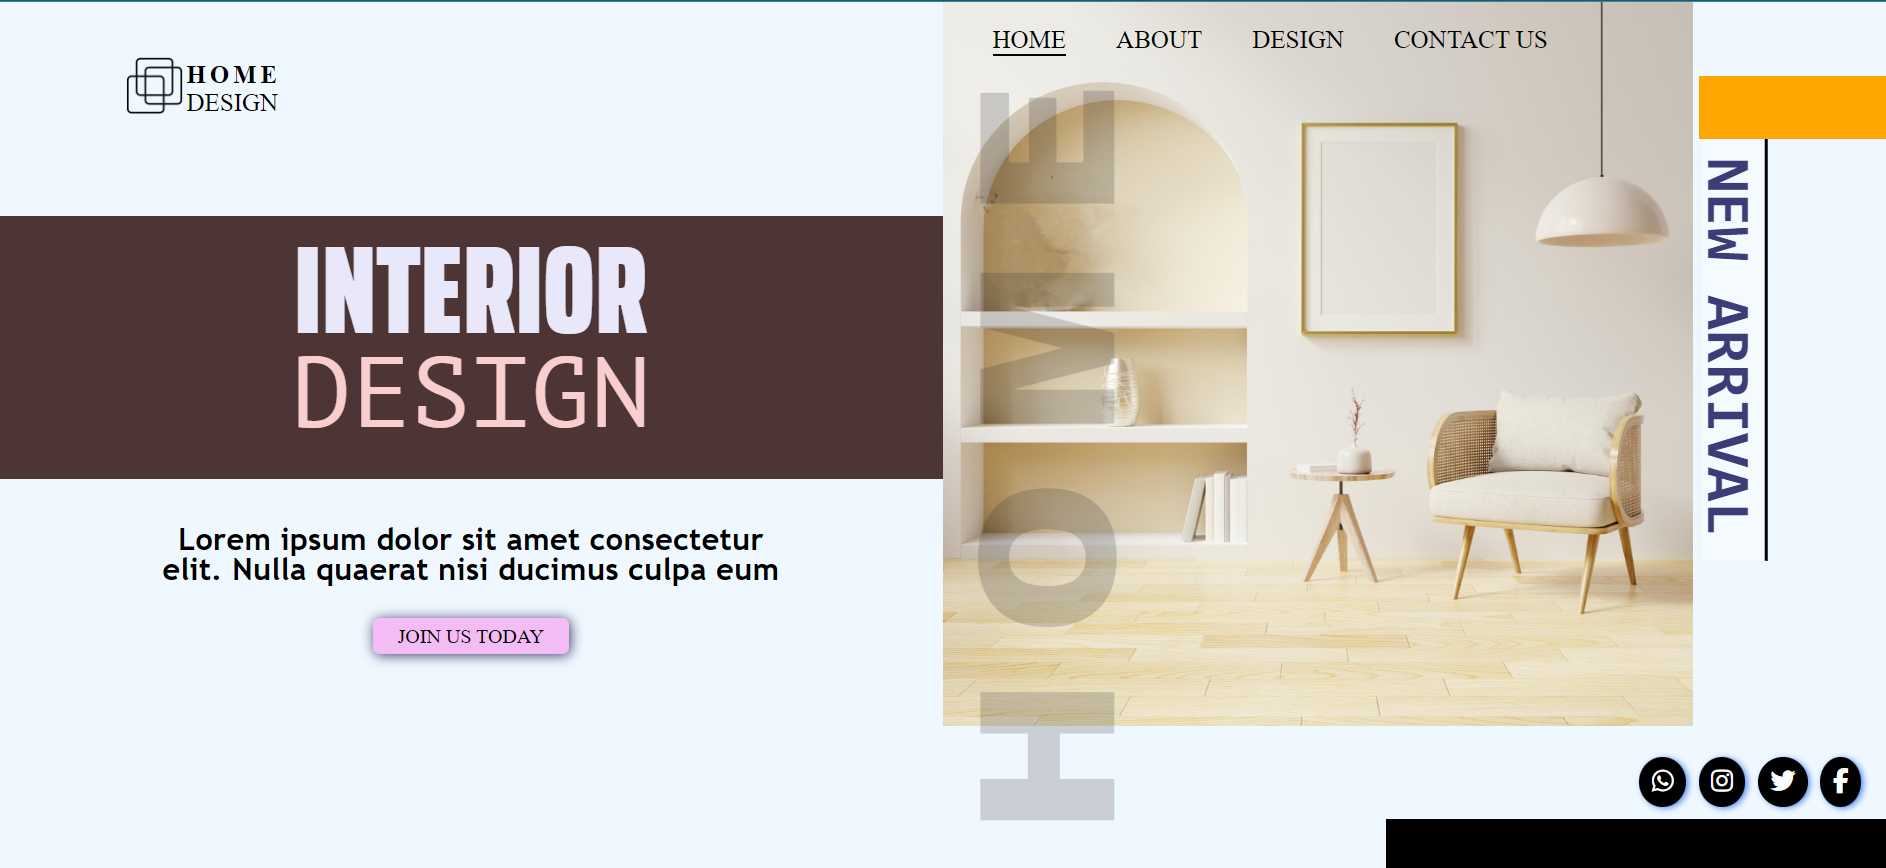 HOME
DESIGN
HOME ABOUT DESIGN CONTACT US
INTERIOR
DESIGN
Lorem ipsum dolor sit amet consectetur
elit. Nulla quaerat nisi ducimus culpa eum
JOIN US TODAY
HOME
NEW ARRIVAL